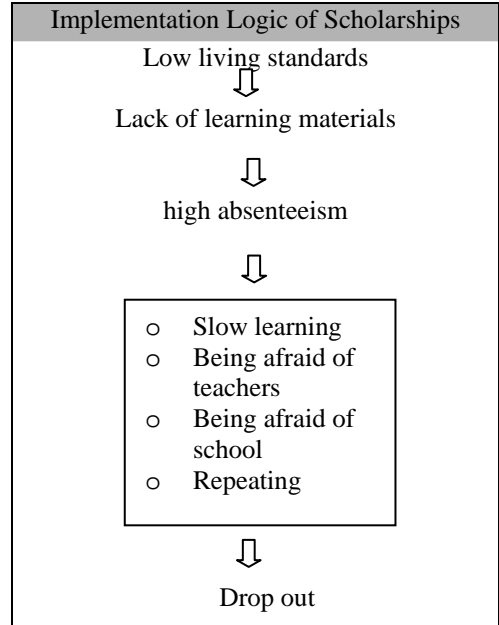 Implementation Logic of Scholarships
Low living standards
Lack of learning materials
high absenteeism
o Slow learning
o Being afraid of
teachers
o Being afraid of
school
o Repeating
Drop out